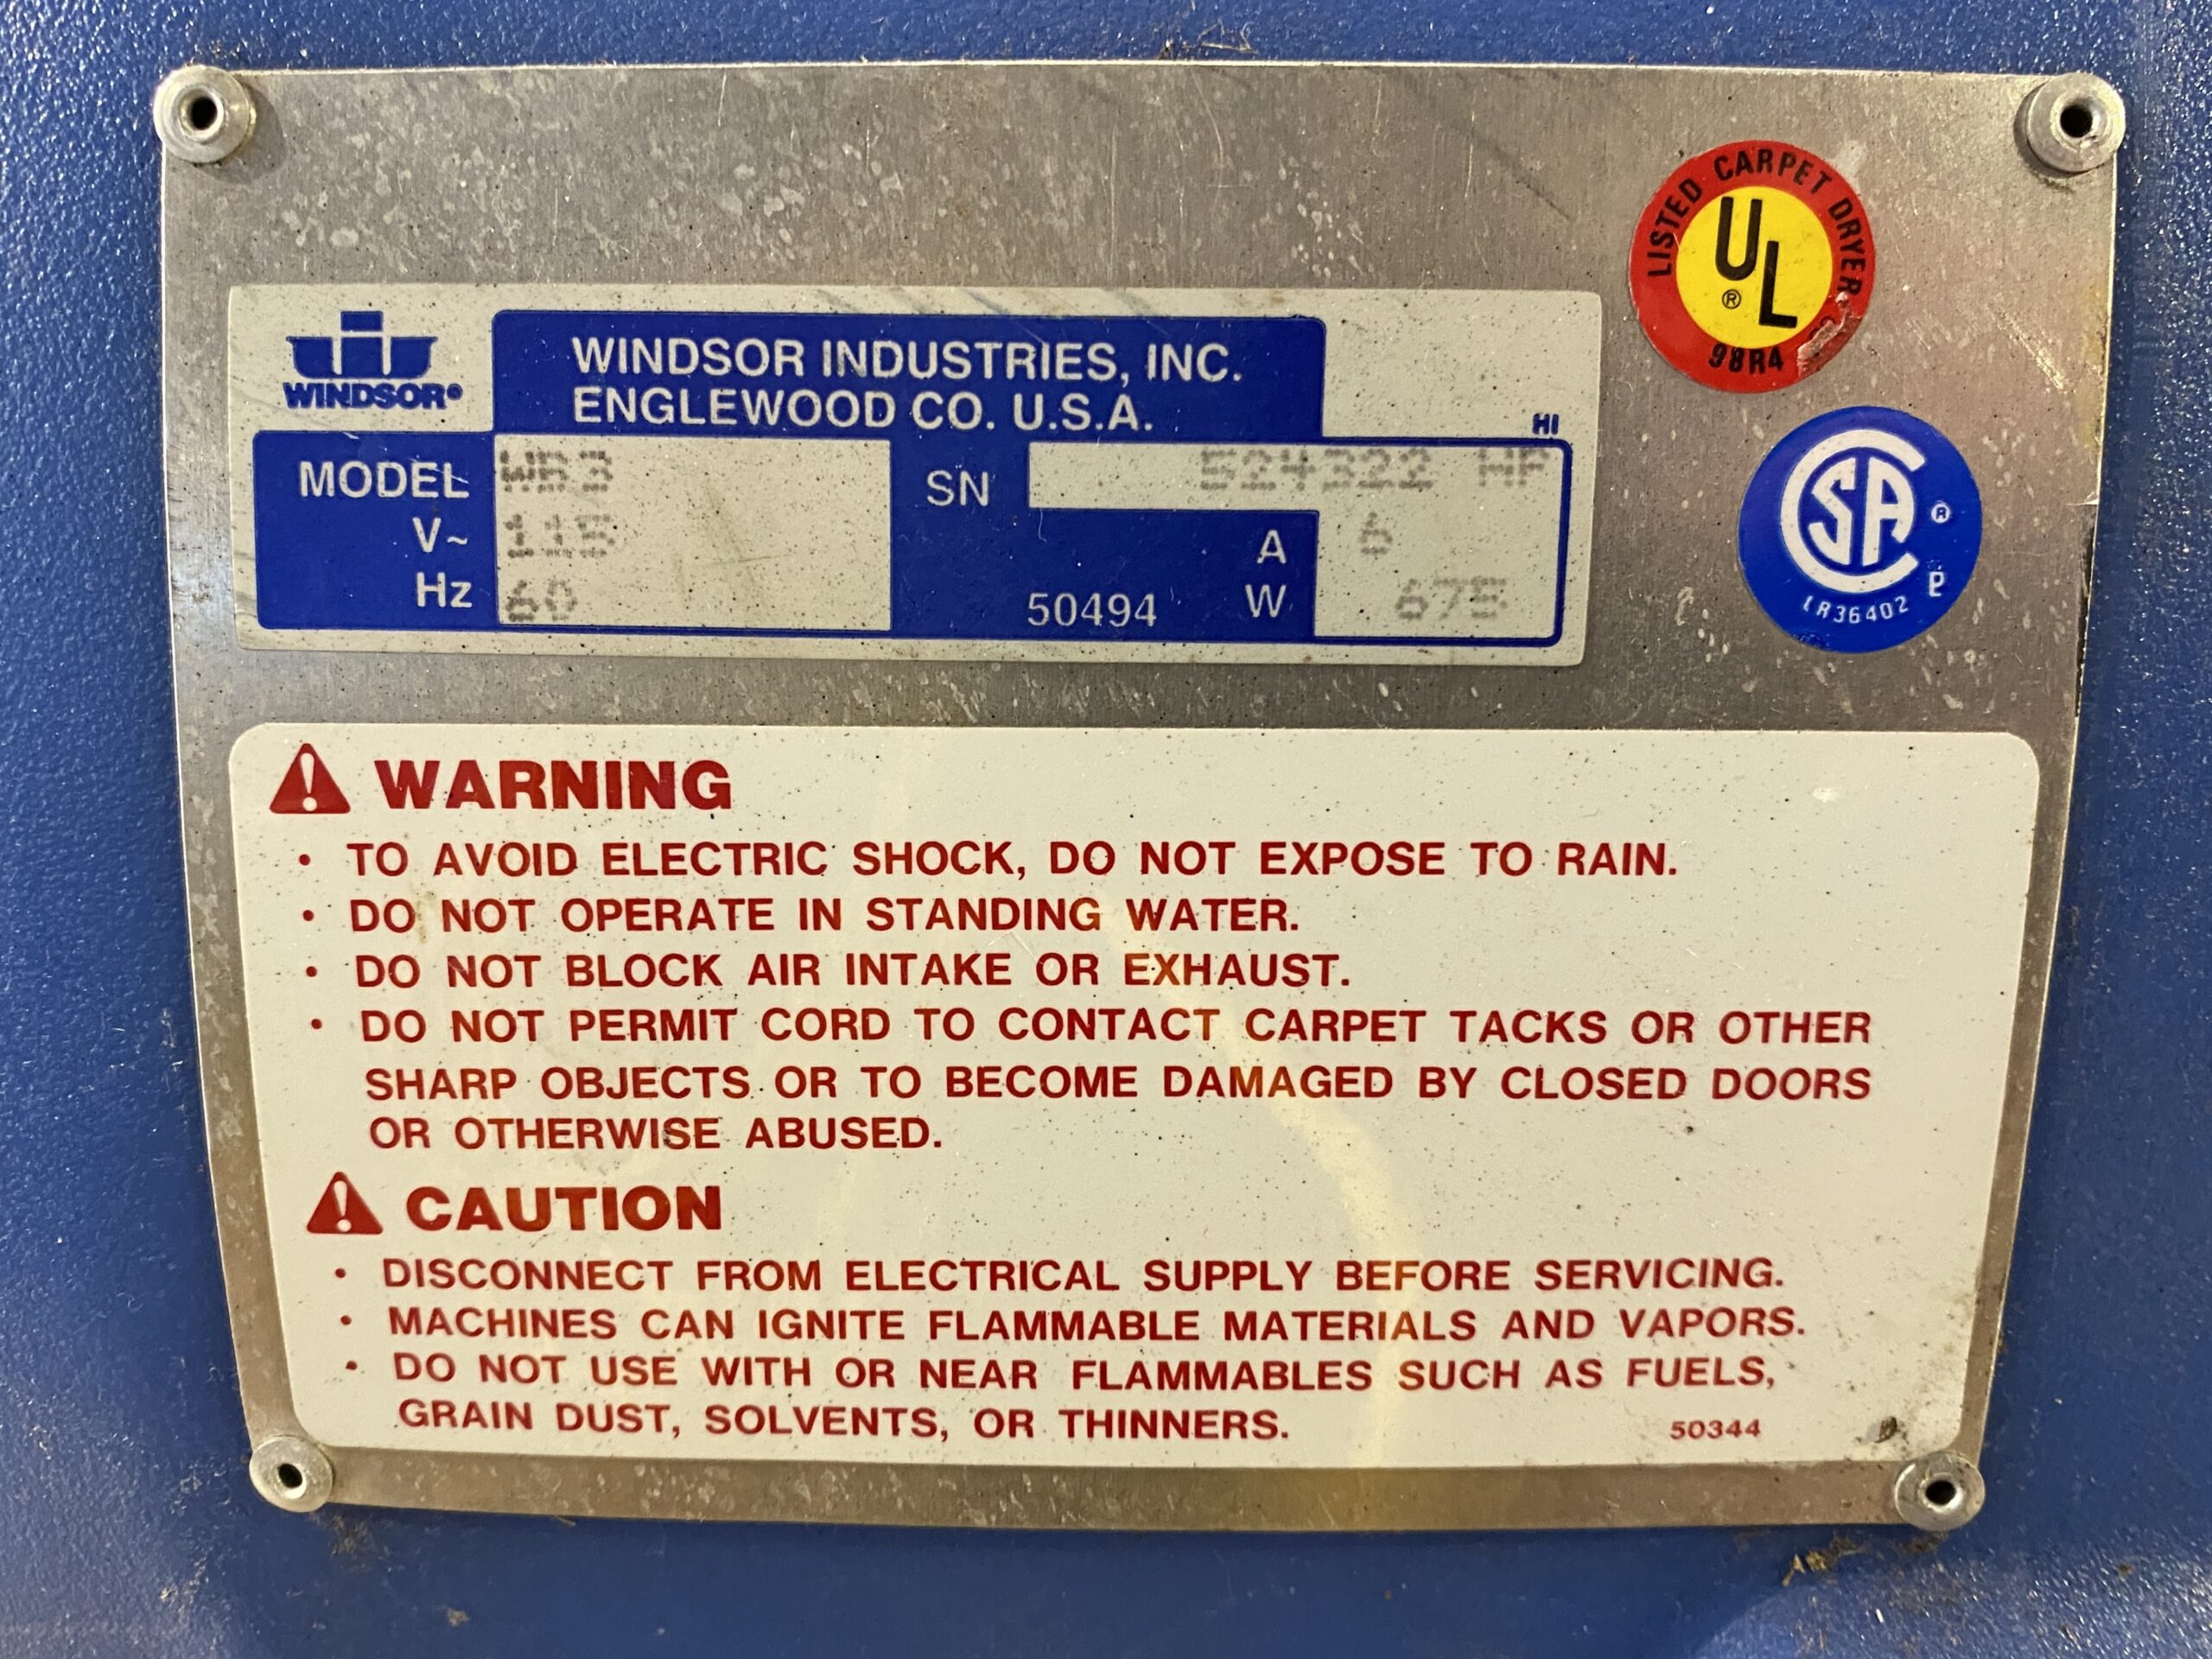 LISTED CARPET DRYER
UL®
98R4
WINDSOR®
WINDSOR INDUSTRIES, INC.
ENGLEWOOD CO. U.S.A.
HI
MODEL WB3 SN 524322 HP
V~ 115 A 6
Hz 60 50494 W 675
CSA ®
LR36402
WARNING
• TO AVOID ELECTRIC SHOCK, DO NOT EXPOSE TO RAIN.
• DO NOT OPERATE IN STANDING WATER.
• DO NOT BLOCK AIR INTAKE OR EXHAUST.
• DO NOT PERMIT CORD TO CONTACT CARPET TACKS OR OTHER
SHARP OBJECTS OR TO BECOME DAMAGED BY CLOSED DOORS
OR OTHERWISE ABUSED.
CAUTION
• DISCONNECT FROM ELECTRICAL SUPPLY BEFORE SERVICING.
• MACHINES CAN IGNITE FLAMMABLE MATERIALS AND VAPORS.
• DO NOT USE WITH OR NEAR FLAMMABLES SUCH AS FUELS,
GRAIN DUST, SOLVENTS, OR THINNERS. 50344